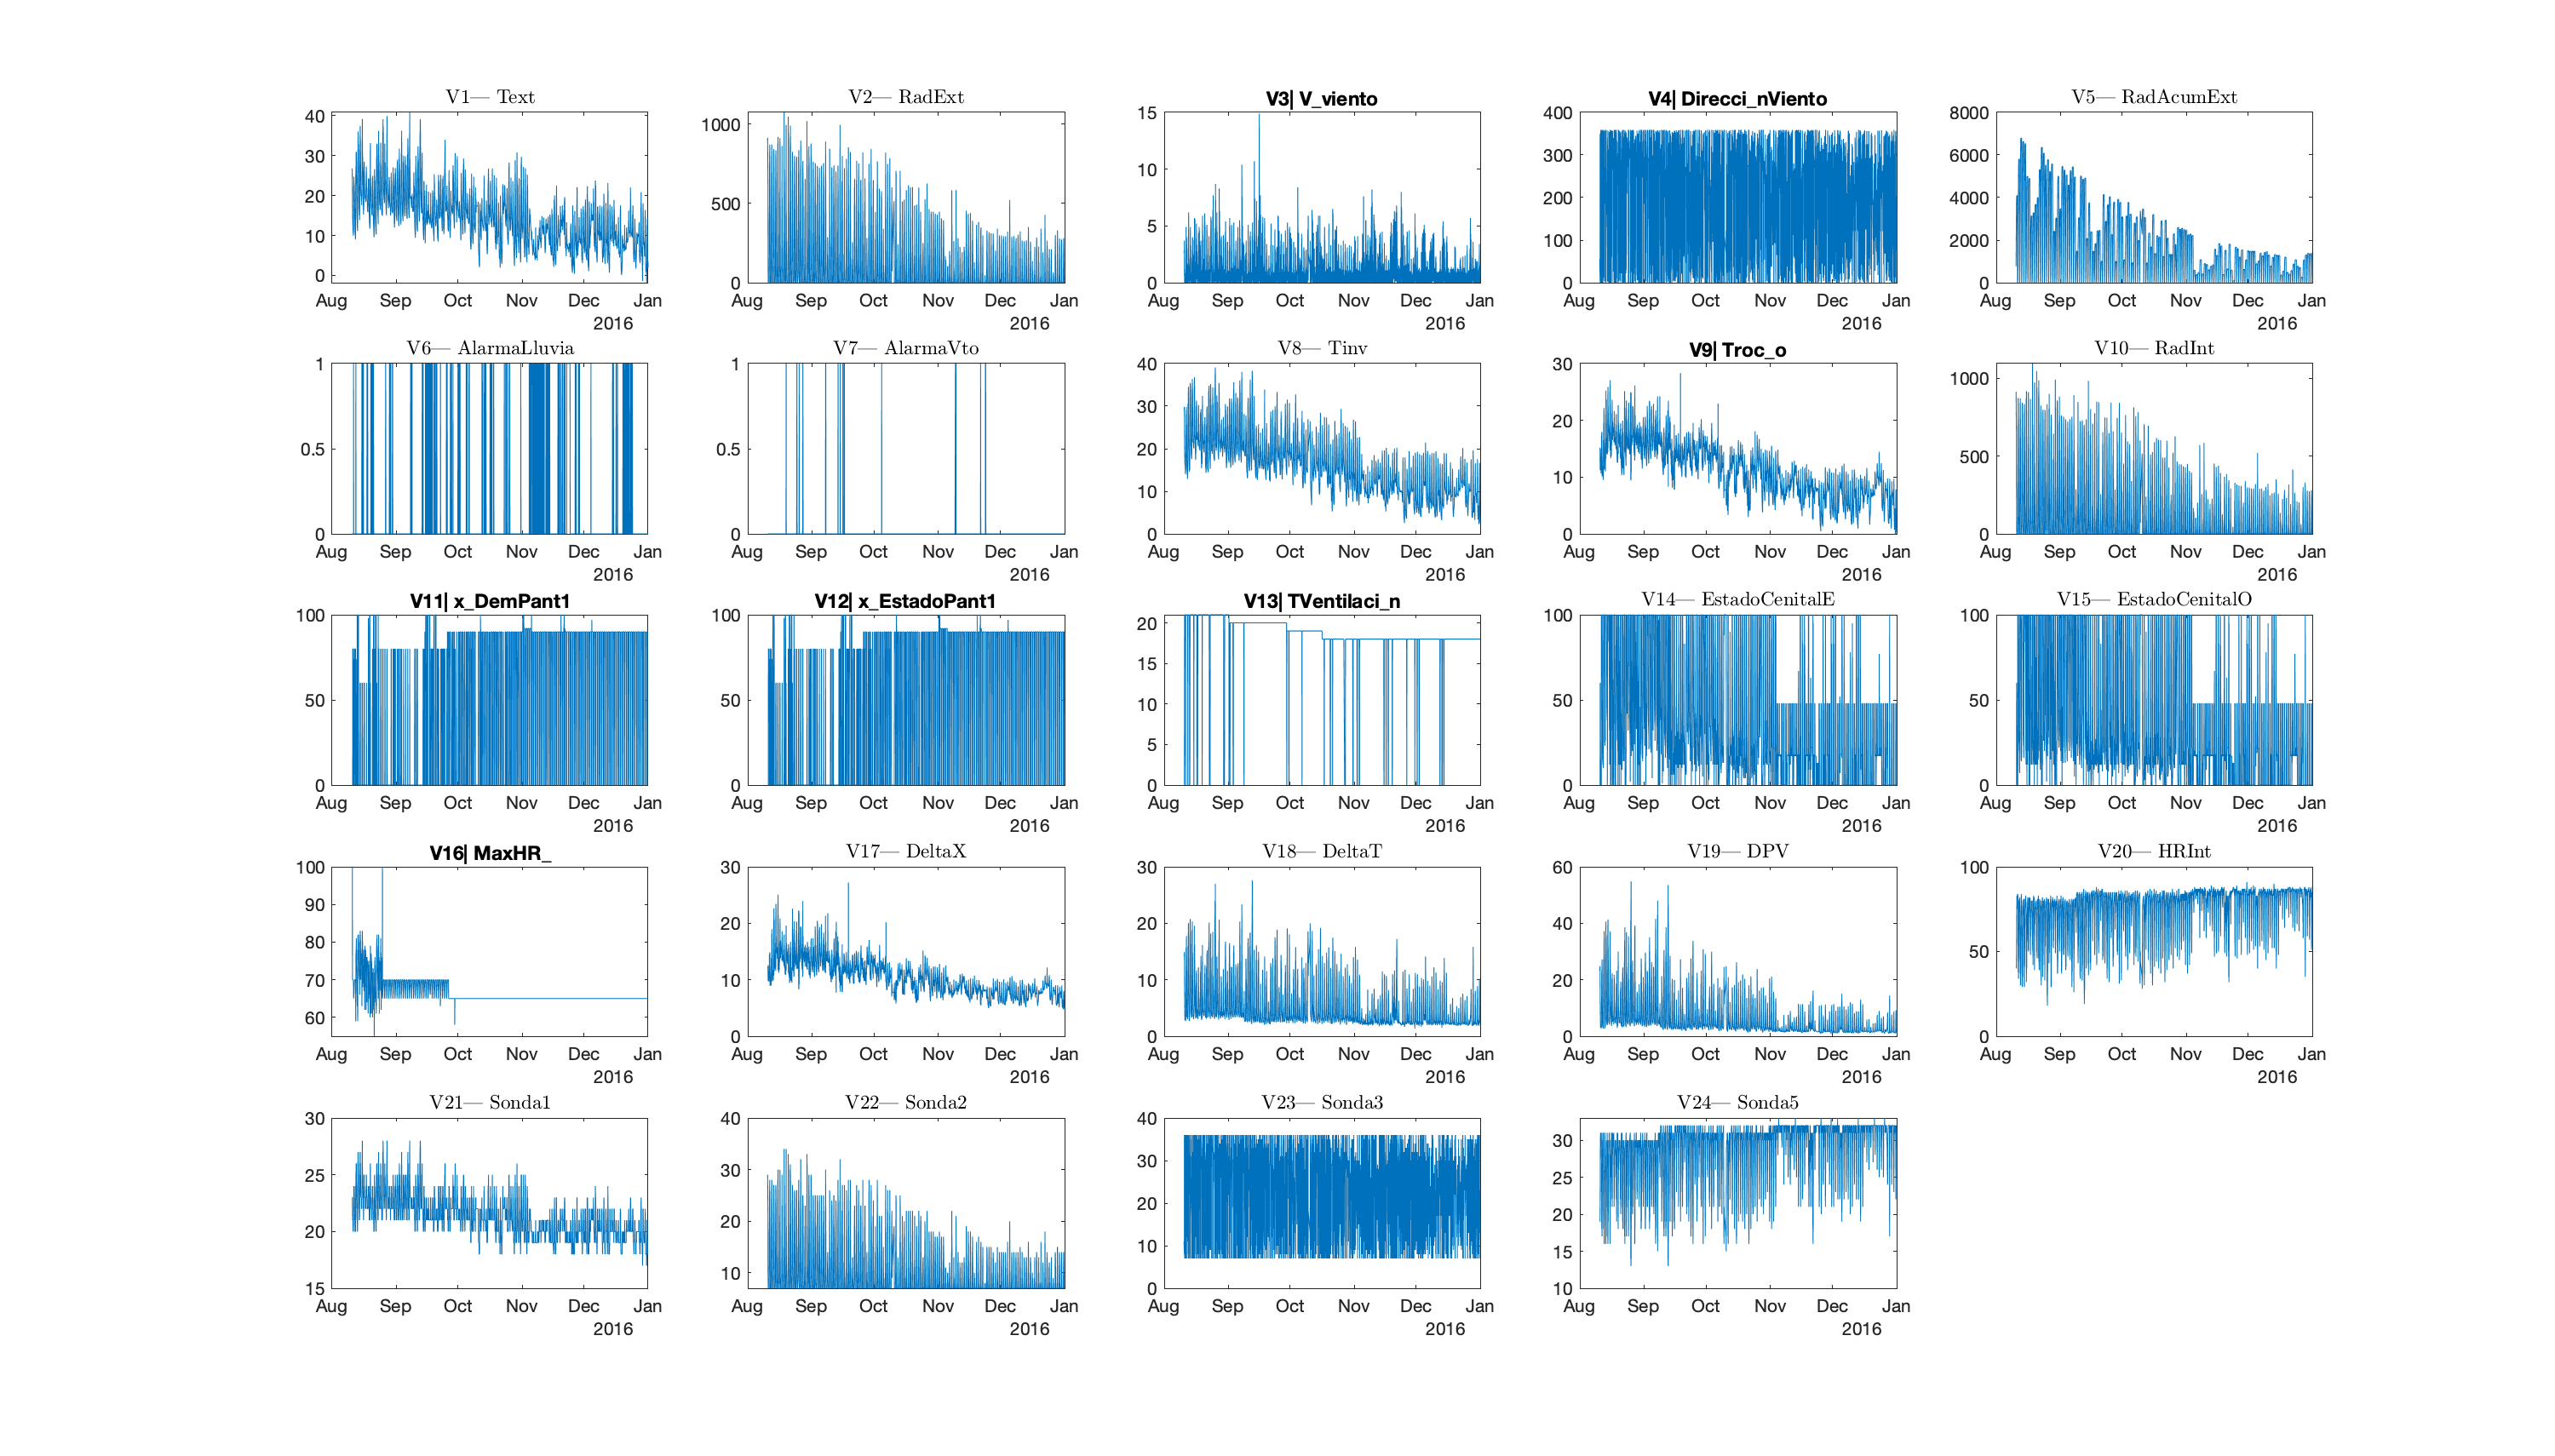 V1— Text
V2— RadExt
V3| V_viento
V4| Direcci_nViento
V5— RadAcumExt
40
30
20
10
0
Aug Sep Oct Nov Dec Jan
2016
1000
500
0
Aug Sep Oct Nov Dec Jan
2016
15
10
5
0
Aug Sep Oct Nov Dec Jan
400
300
200
100
0
Aug Sep Oct Nov Dec Jan
8000
6000
4000
2000
0
Aug Sep Oct Nov Dec Jan
2016
V6— AlarmaLluvia
V7— AlarmaVto
V8— Tinv
V9| Troc_o
V10— RadInt
1
0.5
0
Aug Sep Oct Nov Dec Jan
2016
1
0.5
0
Aug Sep Oct Nov Dec Jan
2016
40
30
20
10
0
Aug Sep Oct Nov Dec Jan
30
20
10
0
Aug Sep Oct Nov Dec Jan
1000
500
0
Aug Sep Oct Nov Dec Jan
2016
V11| x_DemPant1
V12| x_EstadoPant1
V13| TVentilaci_n
V14— EstadoCenitalE
V15— EstadoCenitalO
100
50
0
Aug Sep Oct Nov Dec Jan
2016
100
50
0
Aug Sep Oct Nov Dec Jan
20
15
10
5
0
Aug Sep Oct Nov Dec Jan
100
50
0
Aug Sep Oct Nov Dec Jan
2016
100
50
0
Aug Sep Oct Nov Dec Jan
2016
V16| MaxHR_
V17— DeltaX
V18— DeltaT
V19— DPV
V20— HRInt
100
90
80
70
60
Aug Sep Oct Nov Dec Jan
2016
30
20
10
0
Aug Sep Oct Nov Dec Jan
2016
30
20
10
0
Aug Sep Oct Nov Dec Jan
60
40
20
0
Aug Sep Oct Nov Dec Jan
2016
100
50
0
Aug Sep Oct Nov Dec Jan
2016
V21— Sonda1
V22— Sonda2
V23— Sonda3
V24— Sonda5
30
25
20
15
Aug Sep Oct Nov Dec Jan
2016
40
30
20
10
Aug Sep Oct Nov Dec Jan
2016
40
30
20
10
0
Aug Sep Oct Nov Dec Jan
30
25
20
15
10
Aug Sep Oct Nov Dec Jan
2016